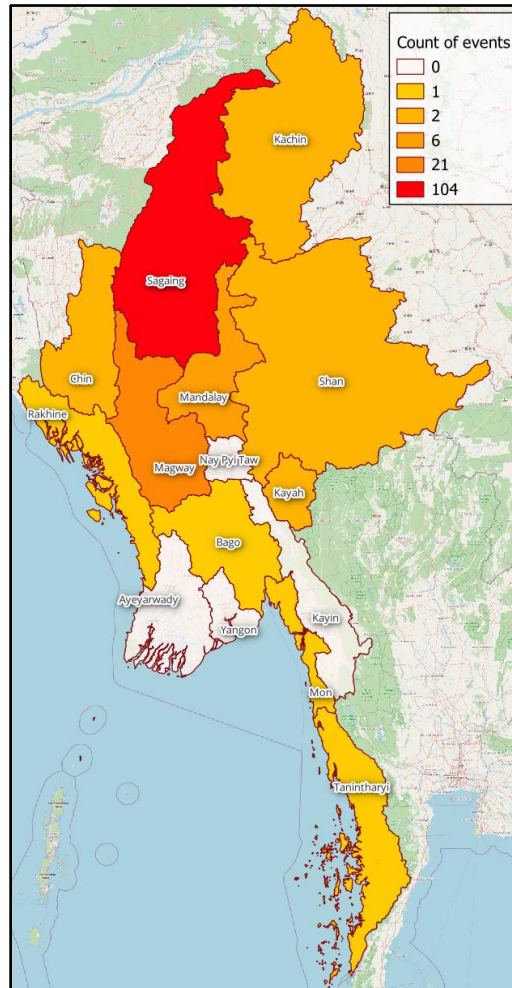 Count of events
0
1
2
6
21
104
Kachin
Sagaing
Chin
Shan
Mandalay
Rakhine
Magway
Nay Pyi Taw
Kayah
Bago
Ayeyarwady
Yangon
Kayin
Mon
Tanintharyi